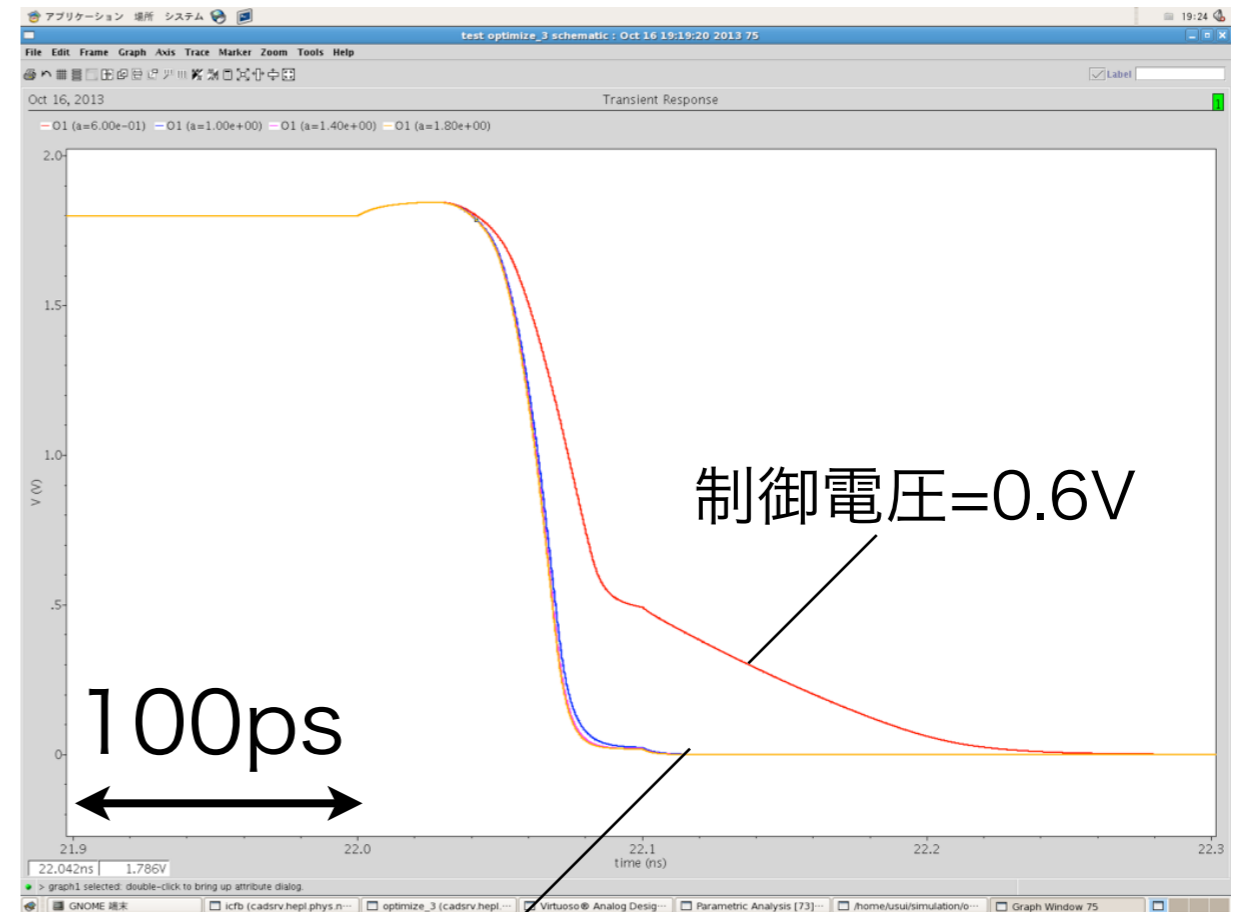 アプリケーション 場所 システム 19:24
test optimize_3 schematic : Oct 16 19:19:20 2013 75
File Edit Frame Graph Axis Trace Marker Zoom Tools Help
Label
Oct 16, 2013 Transient Response 1
O1 (a=6.00e-01) O1 (a=1.00e+00) O1 (a=1.40e+00) O1 (a=1.80e+00)
2.0
1.5
1.0
V (V)
制御電圧=0.6V
.5
100ps
0
21.9 22.0 22.1 22.2 22.3
time (ns)
22.042ns 1.786V
> graph1 selected: double-click to bring up attribute dialog.
GNOME 端末 icfb (cadsrv.hepl.phys.n… optimize_3 (cadsrv.hepl.… Virtuoso® Analog Desig… Parametric Analysis [73]… /home/usui/simulation/o… Graph Window 75